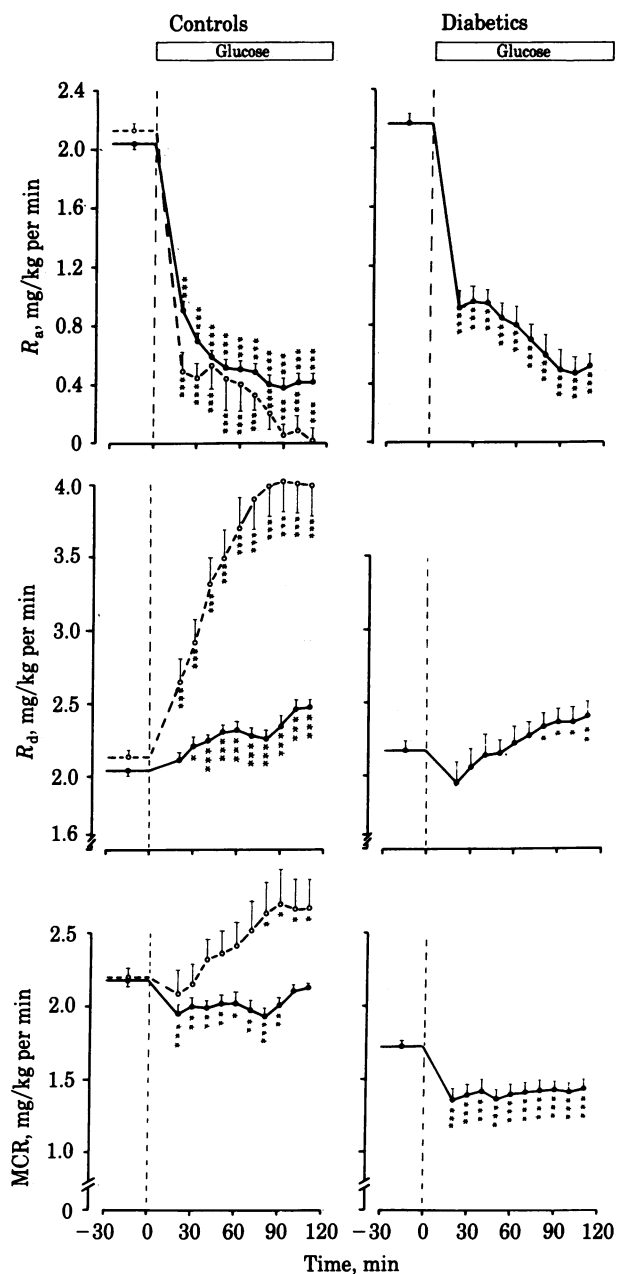 Controls
Diabetics
Glucose
Glucose
2.4
2.0
1.6
1.2
0.8
0.4
0
Ra, mg/kg per min
4.0
3.5
3.0
2.5
2.0
1.6
Rd, mg/kg per min
2.5
2.0
1.5
1.0
0
MCR, mg/kg per min
−30 0 30 60 90 120
−30 0 30 60 90 120
Time, min